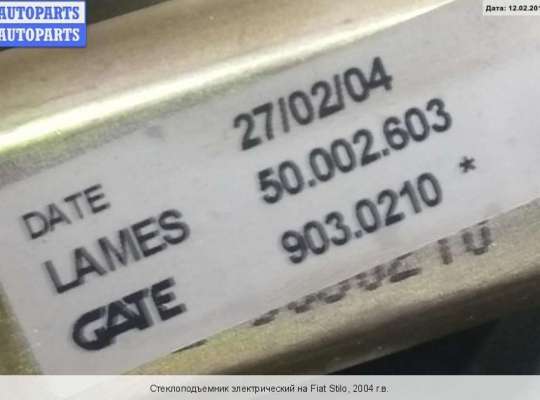 AUTOPARTS
AUTOPARTS
Дата: 12.02.201
DATE 27/02/04
LAMES 50.002.603
GATE 903.0210 *
Стеклоподъемник электрический на Fiat Stilo, 2004 г.в.